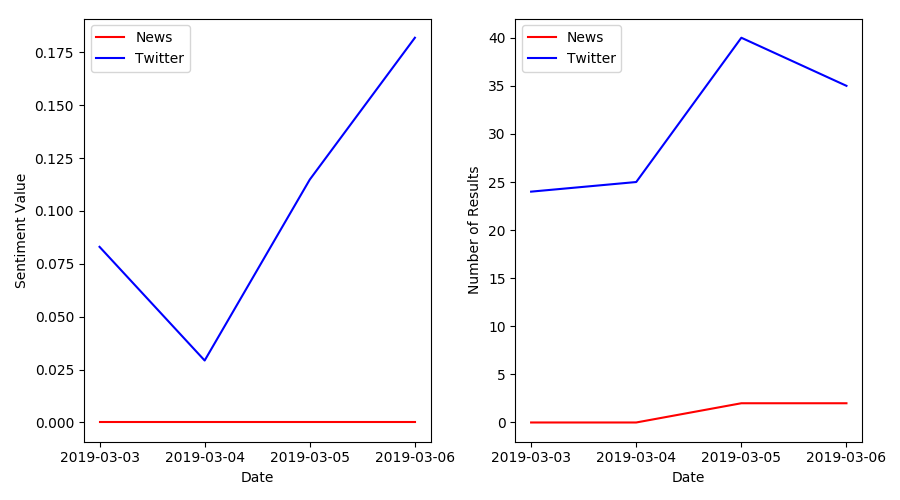 News
Twitter
0.175
0.150
0.125
0.100
0.075
0.050
0.025
0.000
Sentiment Value
2019-03-03 2019-03-04 2019-03-05 2019-03-06
Date
News
Twitter
40
35
30
25
20
15
10
5
0
Number of Results
2019-03-03 2019-03-04 2019-03-05 2019-03-06
Date